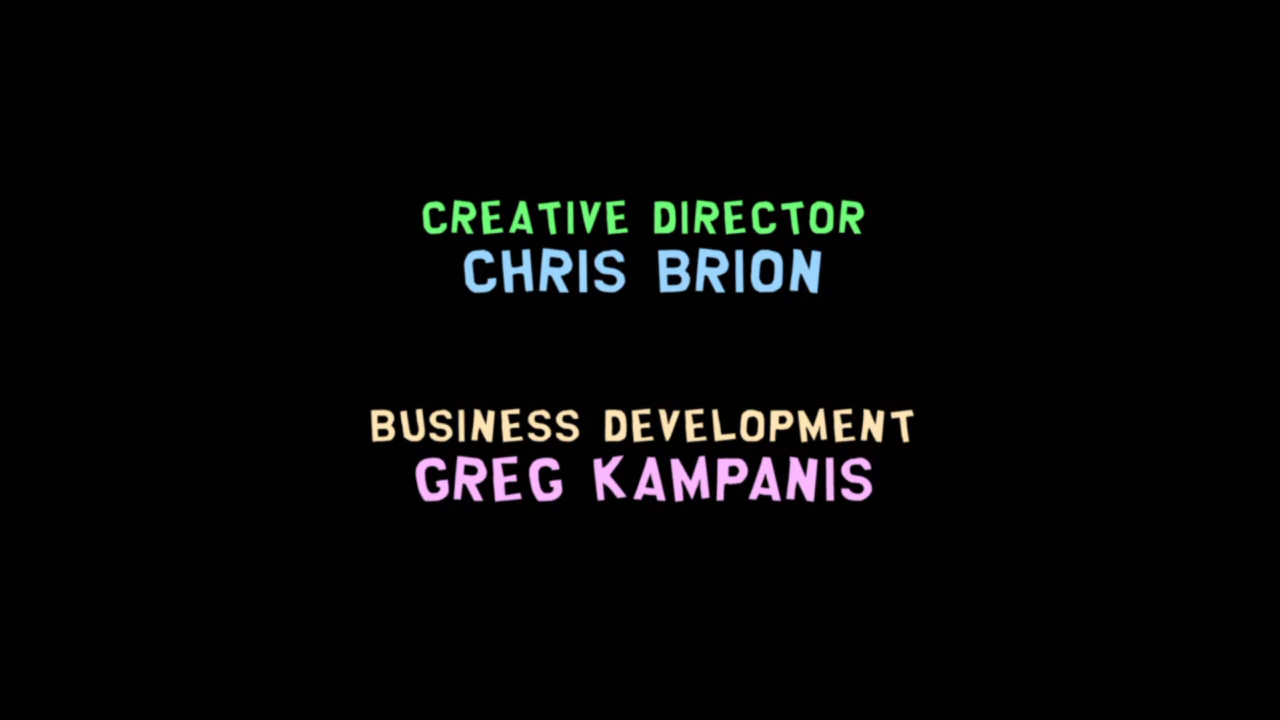 CREATIVE DIRECTOR
CHRIS BRION
BUSINESS DEVELOPMENT
GREG KAMPANIS